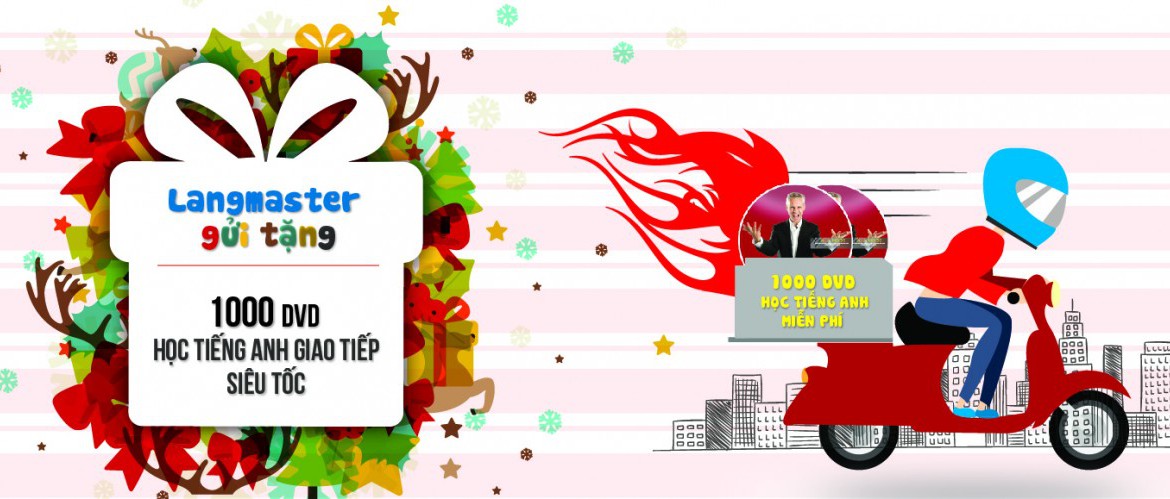 Langmaster
gửi tặng
1000 DVD
HỌC TIẾNG ANH GIAO TIẾP
SIÊU TỐC
1000 DVD
HỌC TIẾNG ANH
MIỄN PHÍ